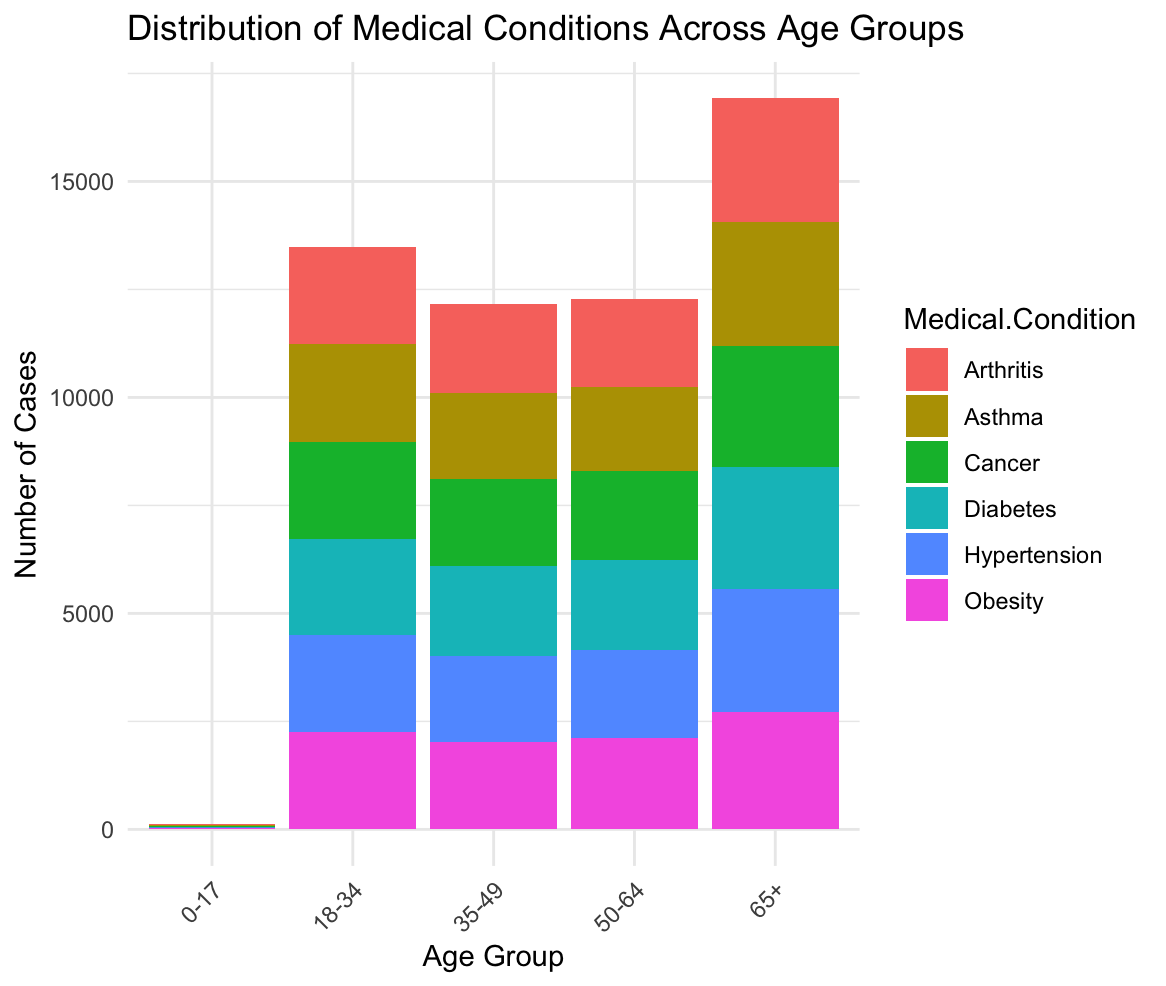 Distribution of Medical Conditions Across Age Groups
Number of Cases
15000
10000
5000
0
0-17
18-34
35-49
50-64
65+
Age Group
Medical.Condition
Arthritis
Asthma
Cancer
Diabetes
Hypertension
Obesity